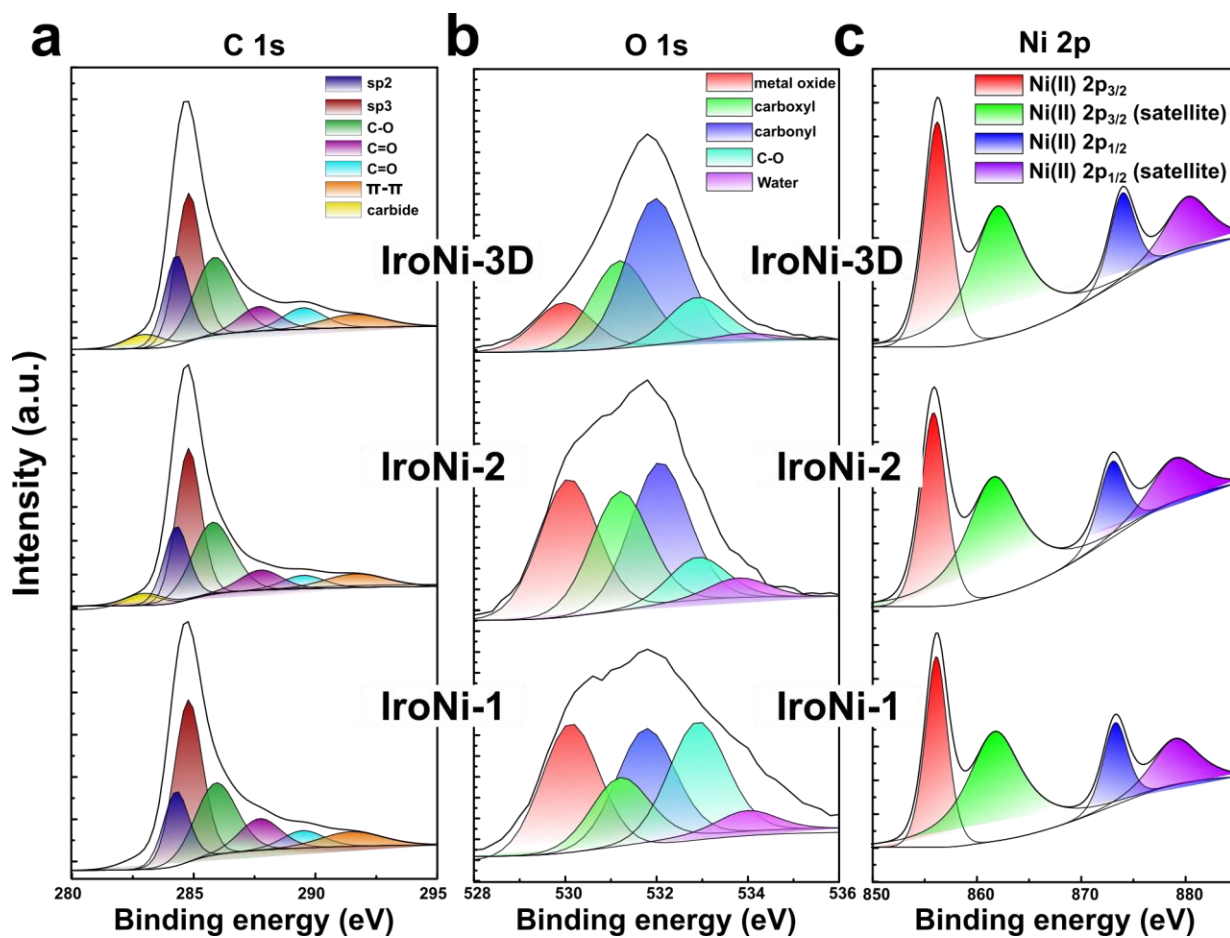 a
C 1s
sp2
sp3
C-O
C=O
C=O
π-π
carbide
b
O 1s
metal oxide
carboxyl
carbonyl
C-O
Water
c
Ni 2p
Ni(II) 2p3/2
Ni(II) 2p3/2 (satellite)
Ni(II) 2p1/2
Ni(II) 2p1/2 (satellite)
IroNi-3D
IroNi-3D
IroNi-2
IroNi-2
IroNi-1
IroNi-1
Intensity (a.u.)
280 285 290 295
528 530 532 534 536
850 860 870 880
Binding energy (eV)
Binding energy (eV)
Binding energy (eV)